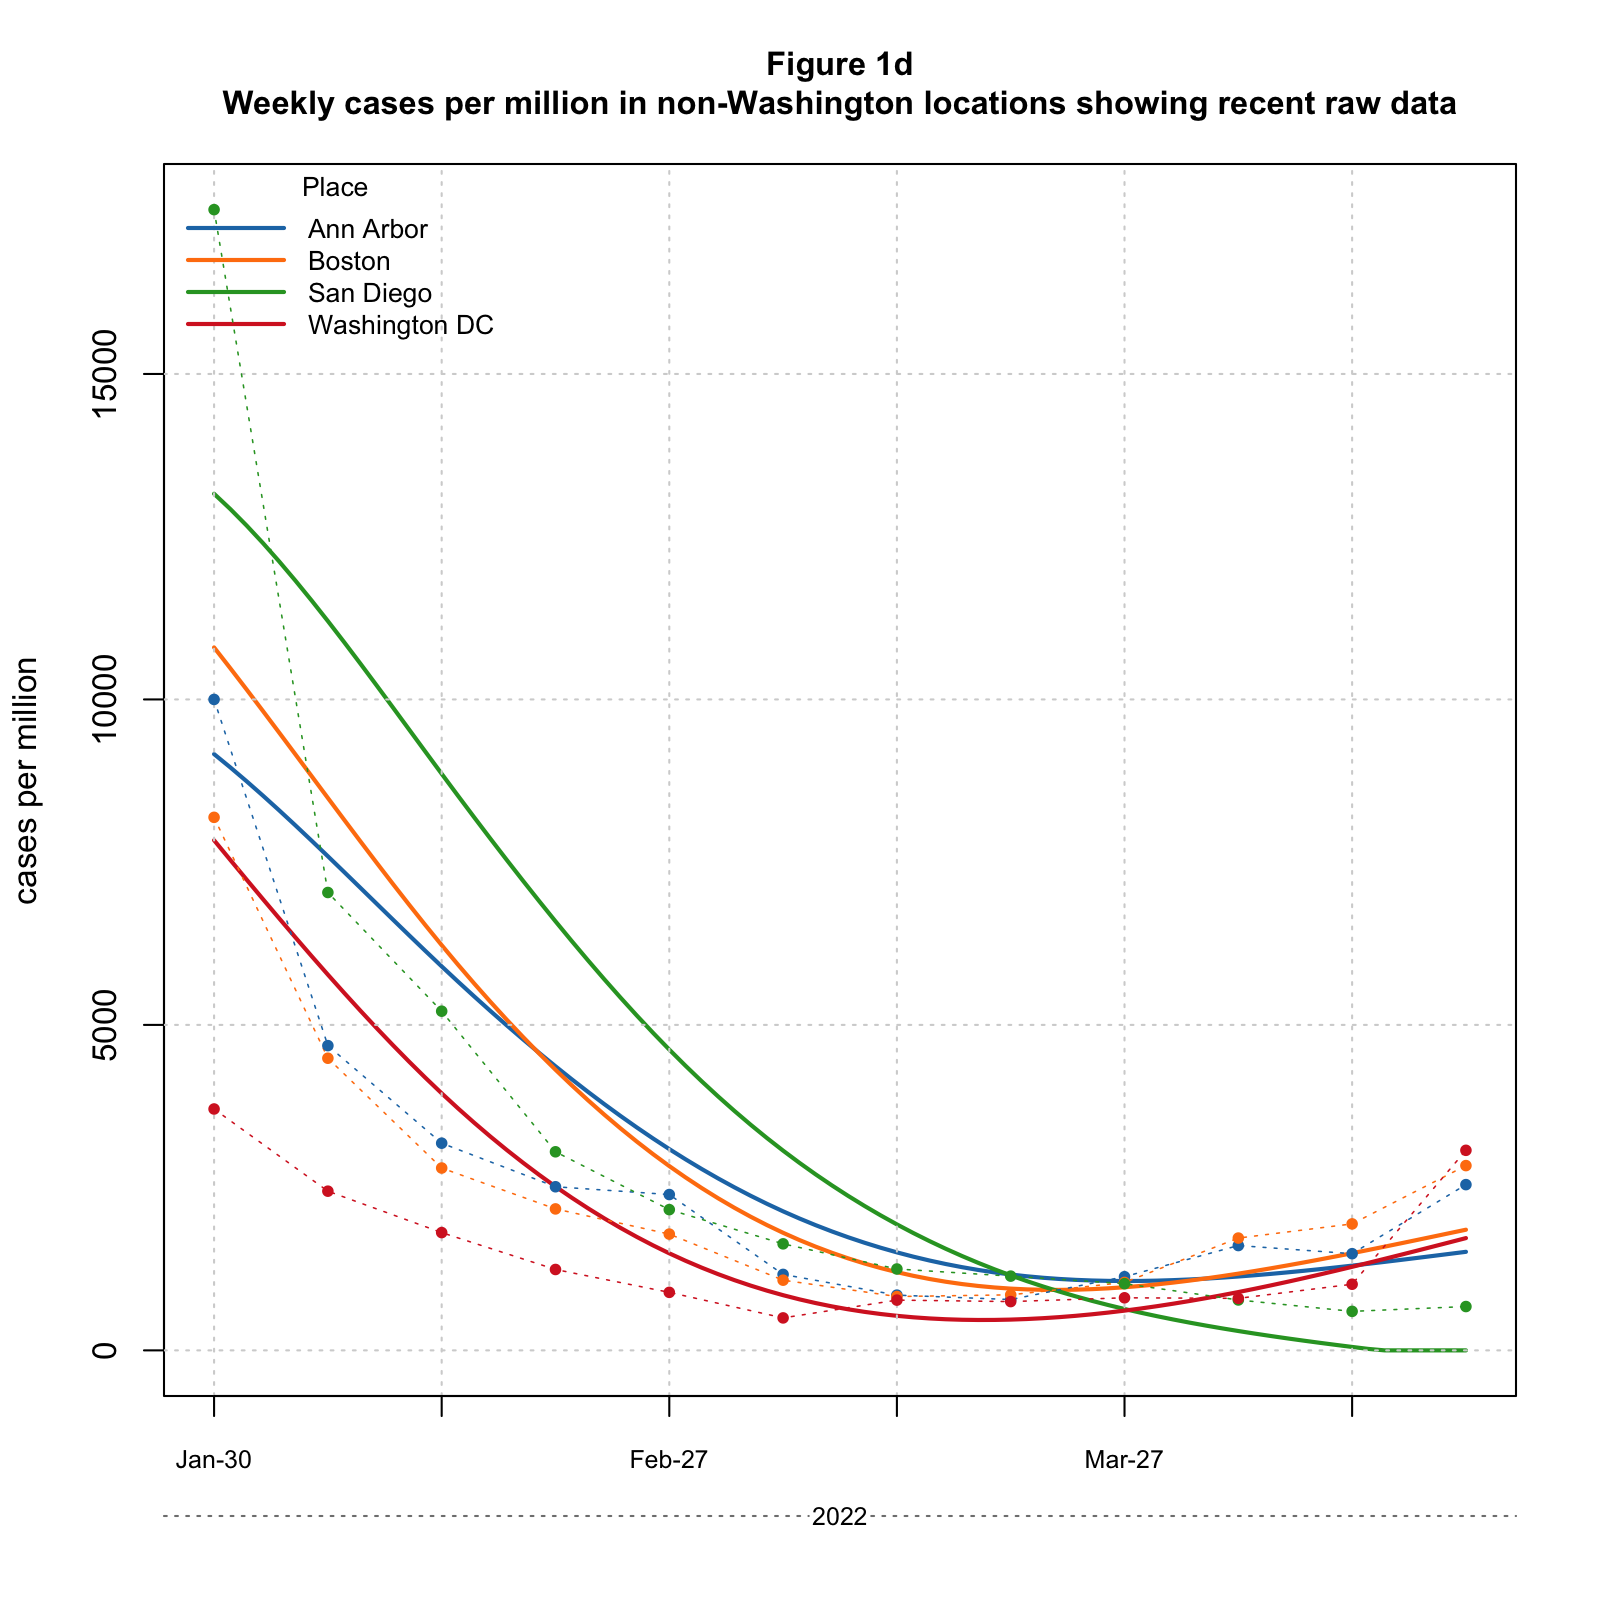 Figure 1d
Weekly cases per million in non-Washington locations showing recent raw data
Place
Ann Arbor
Boston
San Diego
Washington DC
15000
10000
5000
0
cases per million
Jan-30
Feb-27
Mar-27
2022